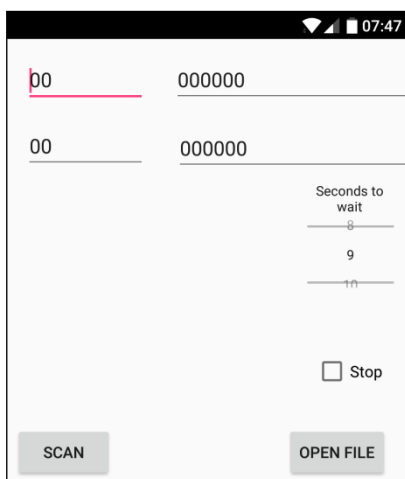 07:47
00 000000
00 000000
Seconds to
wait
8
9
10
Stop
SCAN OPEN FILE